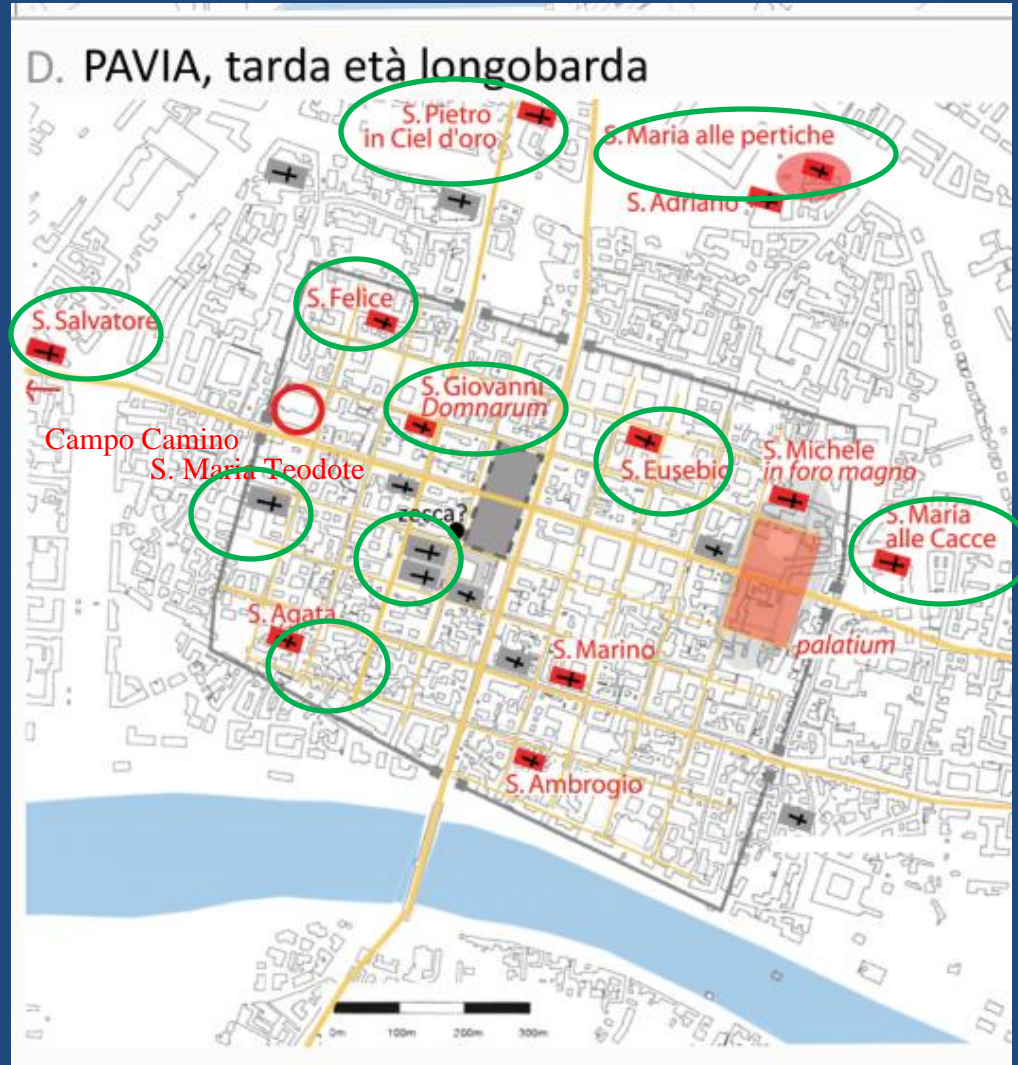 D. PAVIA, tarda età longobarda
S. Pietro
in Ciel d'oro
S. Maria alle pertiche
S. Adriano
S. Felice
S. Salvatore
S. Giovanni
Domnarum
Campo Camino
S. Maria Teodote
S. Eusebio
S. Michele
in foro magno
zecca?
S. Maria
alle Cacce
S. Agata
S. Marino
palatium
S. Ambrogio
0m 100m 200m 300m